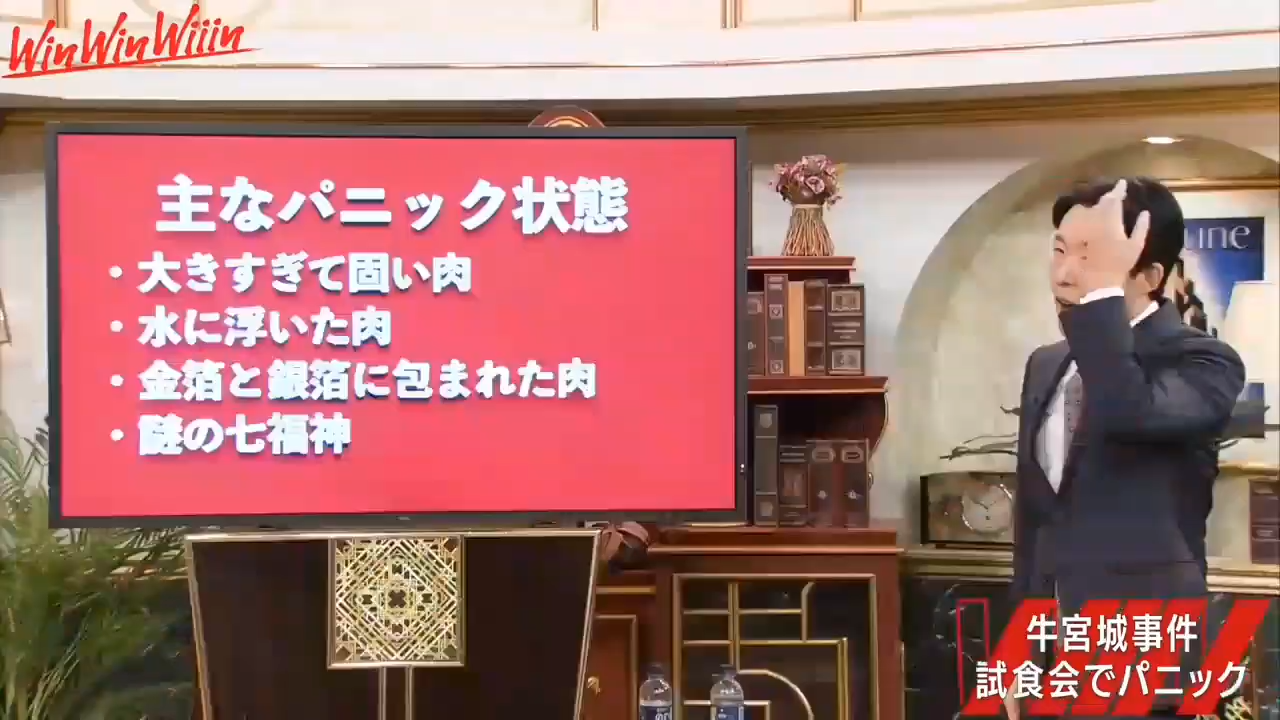 WinWinWiiin
主なパニック状態
・大きすぎて固い肉
・水に浮いた肉
・金箔と銀箔に包まれた肉
・謎の七福神
牛宮城事件
試食会でパニック